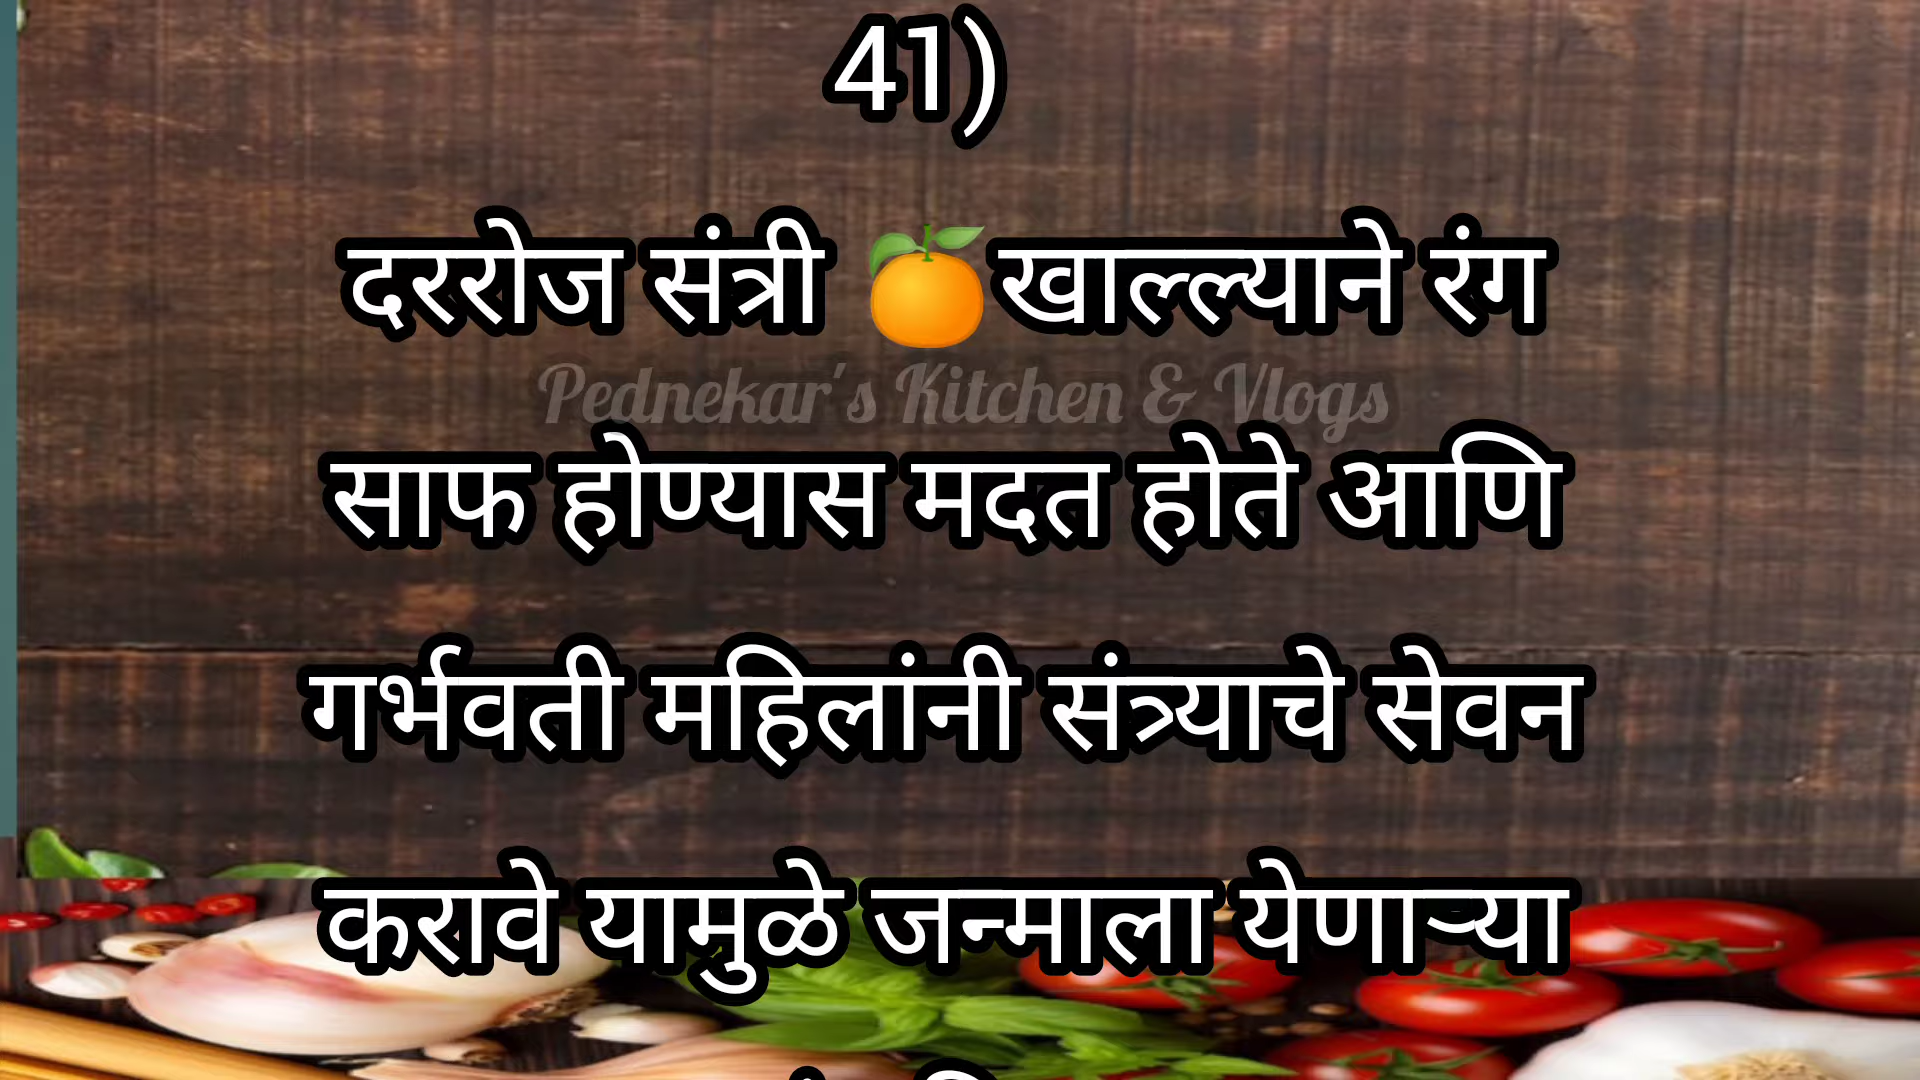 41)
दररोज संत्री 🍊खाल्ल्याने रंग
Pednekar's Kitchen & Vlogs
साफ होण्यास मदत होते आणि
गर्भवती महिलांनी संत्र्याचे सेवन
करावे यामुळे जन्माला येणाऱ्या